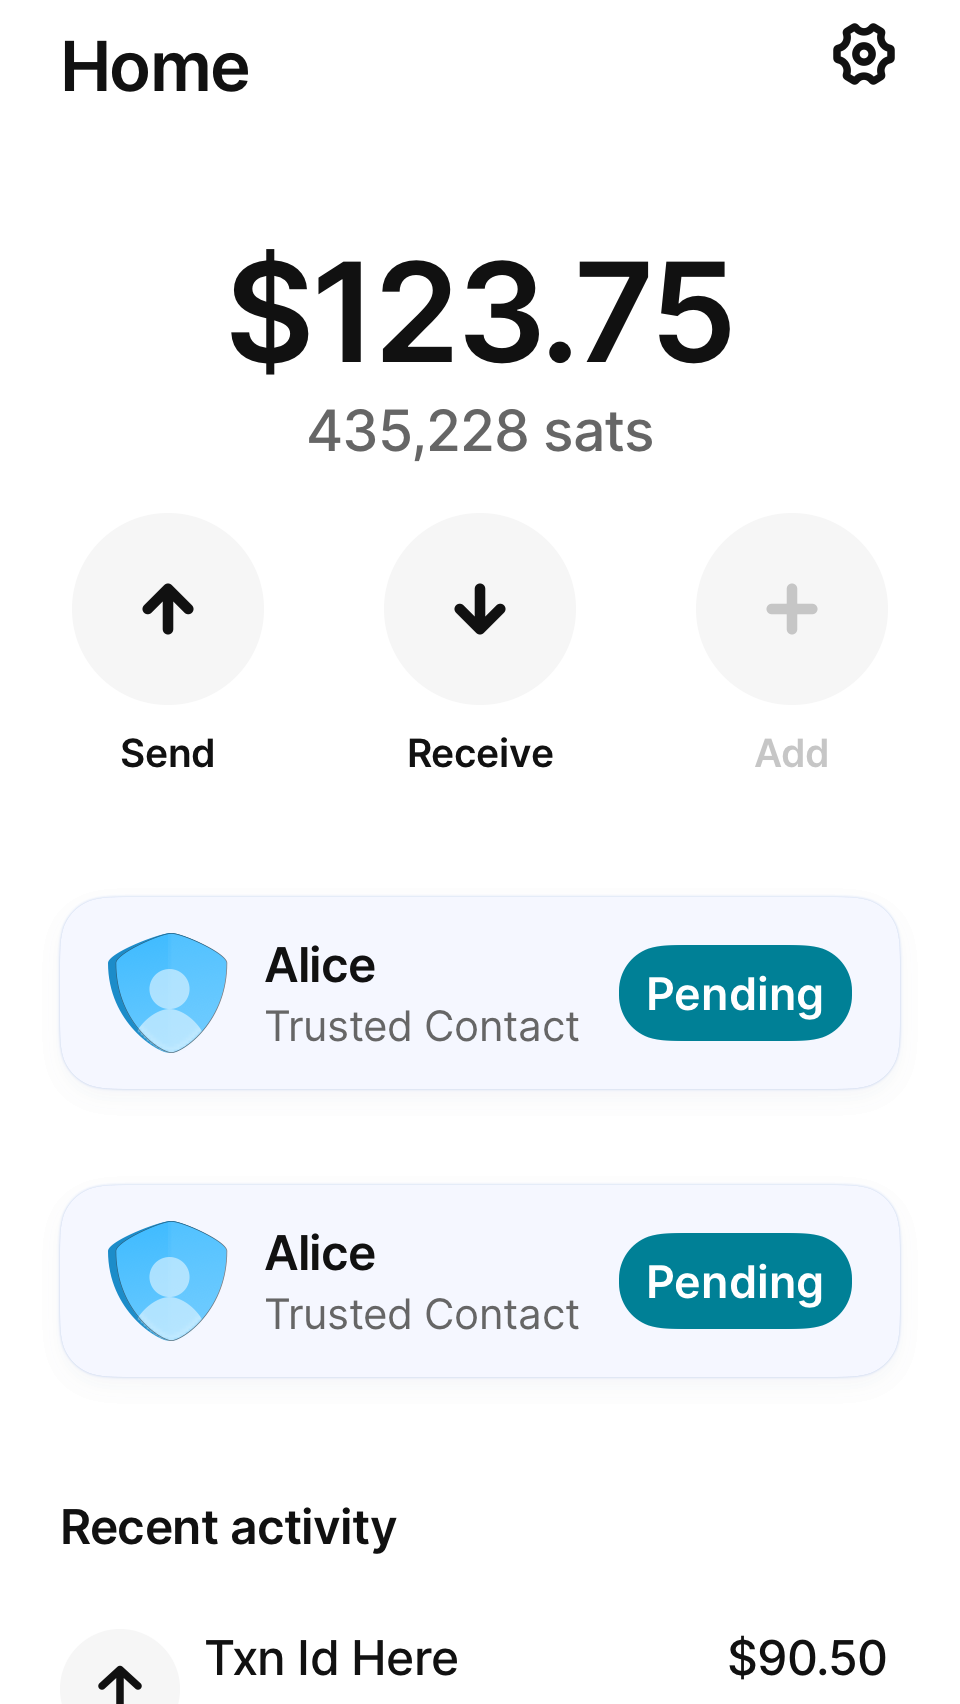 Home
$123.75
435,228 sats
Send
Receive
Add
Alice
Trusted Contact
Pending
Alice
Trusted Contact
Pending
Recent activity
Txn Id Here
$90.50